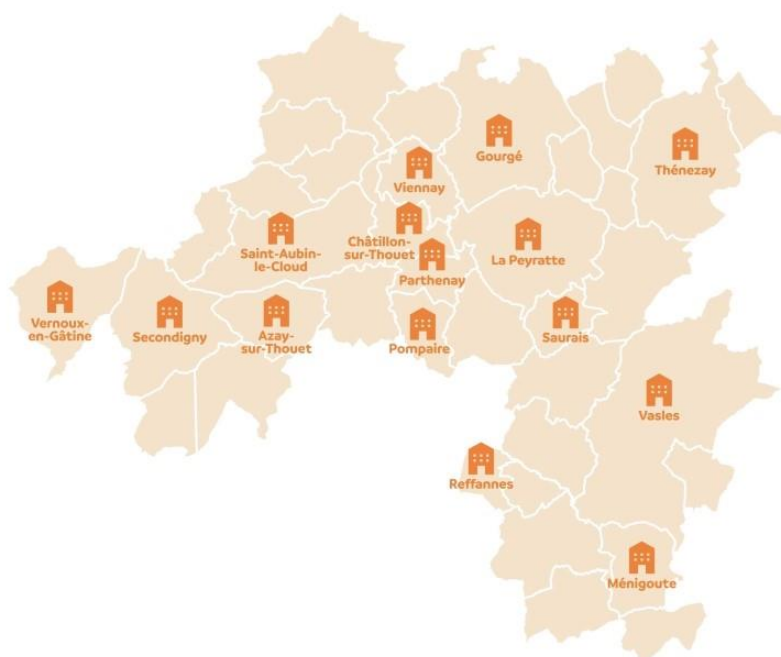 Gourgé
Thénezay
Viennay
Saint-Aubin-
le-Cloud
Châtillon-
sur-Thouet
La Peyratte
Parthenay
Vernoux-
en-Gâtine
Secondigny
Azay-
sur-Thouet
Pompaire
Saurais
Vasles
Reffannes
Ménigoute